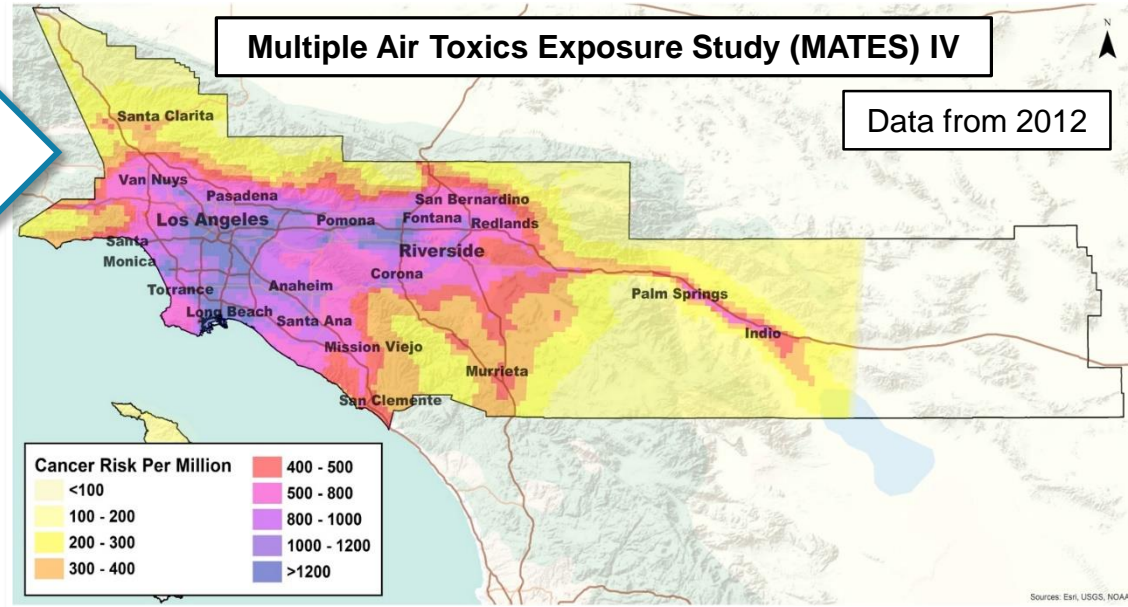 Multiple Air Toxics Exposure Study (MATES) IV
N
Data from 2012
Santa Clarita
Van Nuys
Pasadena
San Bernardino
Los Angeles
Pomona
Fontana
Redlands
Santa
Monica
Riverside
Corona
Torrance
Anaheim
Palm Springs
Long Beach
Santa Ana
Indio
Mission Viejo
Murrieta
San Clemente
Cancer Risk Per Million
<100
100 - 200
200 - 300
300 - 400
400 - 500
500 - 800
800 - 1000
1000 - 1200
>1200
Sources: Esri, USGS, NOAA